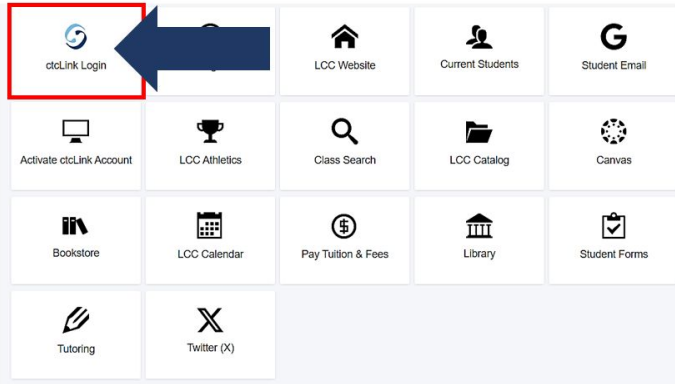 ctcLink Login
LCC Website
Current Students
Student Email
Activate ctcLink Account
LCC Athletics
Class Search
LCC Catalog
Canvas
Bookstore
LCC Calendar
Pay Tuition & Fees
Library
Student Forms
Tutoring
Twitter (X)